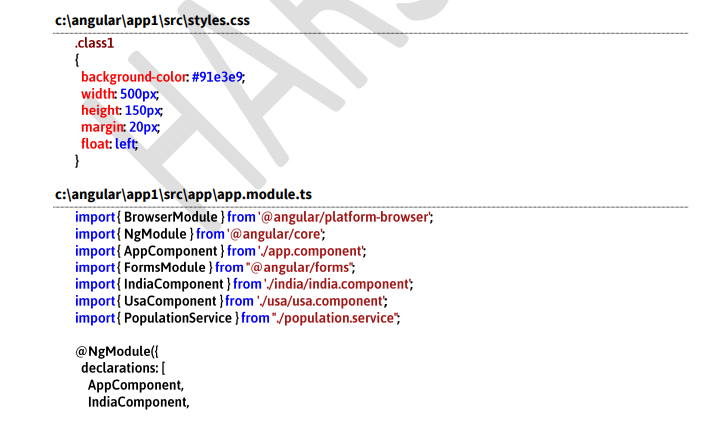 c:\angular\app1\src\styles.css
.class1
{
background-color: #91e3e9;
width: 500px;
height: 150px;
margin: 20px;
float: left;
}
c:\angular\app1\src\app\app.module.ts
import { BrowserModule } from '@angular/platform-browser';
import { NgModule } from '@angular/core';
import { AppComponent } from './app.component';
import { FormsModule } from "@angular/forms";
import { IndiaComponent } from './india/india.component';
import { UsaComponent } from './usa/usa.component';
import { PopulationService } from "./population.service";
@NgModule({
declarations: [
AppComponent,
IndiaComponent,